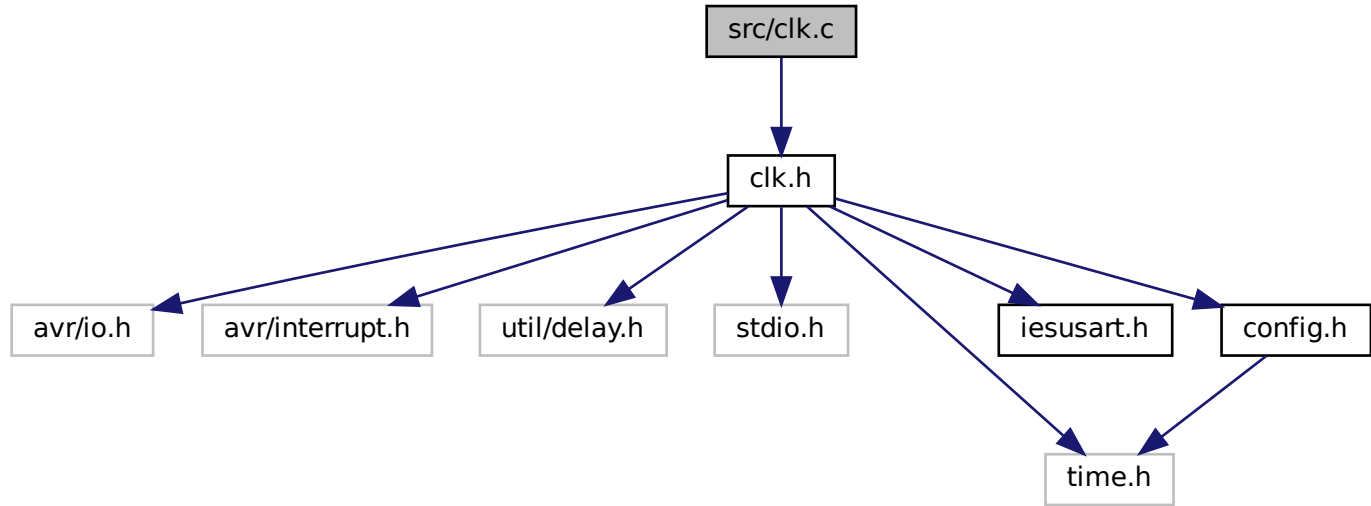 src/clk.c
clk.h
avr/io.h
avr/interrupt.h
util/delay.h
stdio.h
iesusart.h
config.h
time.h